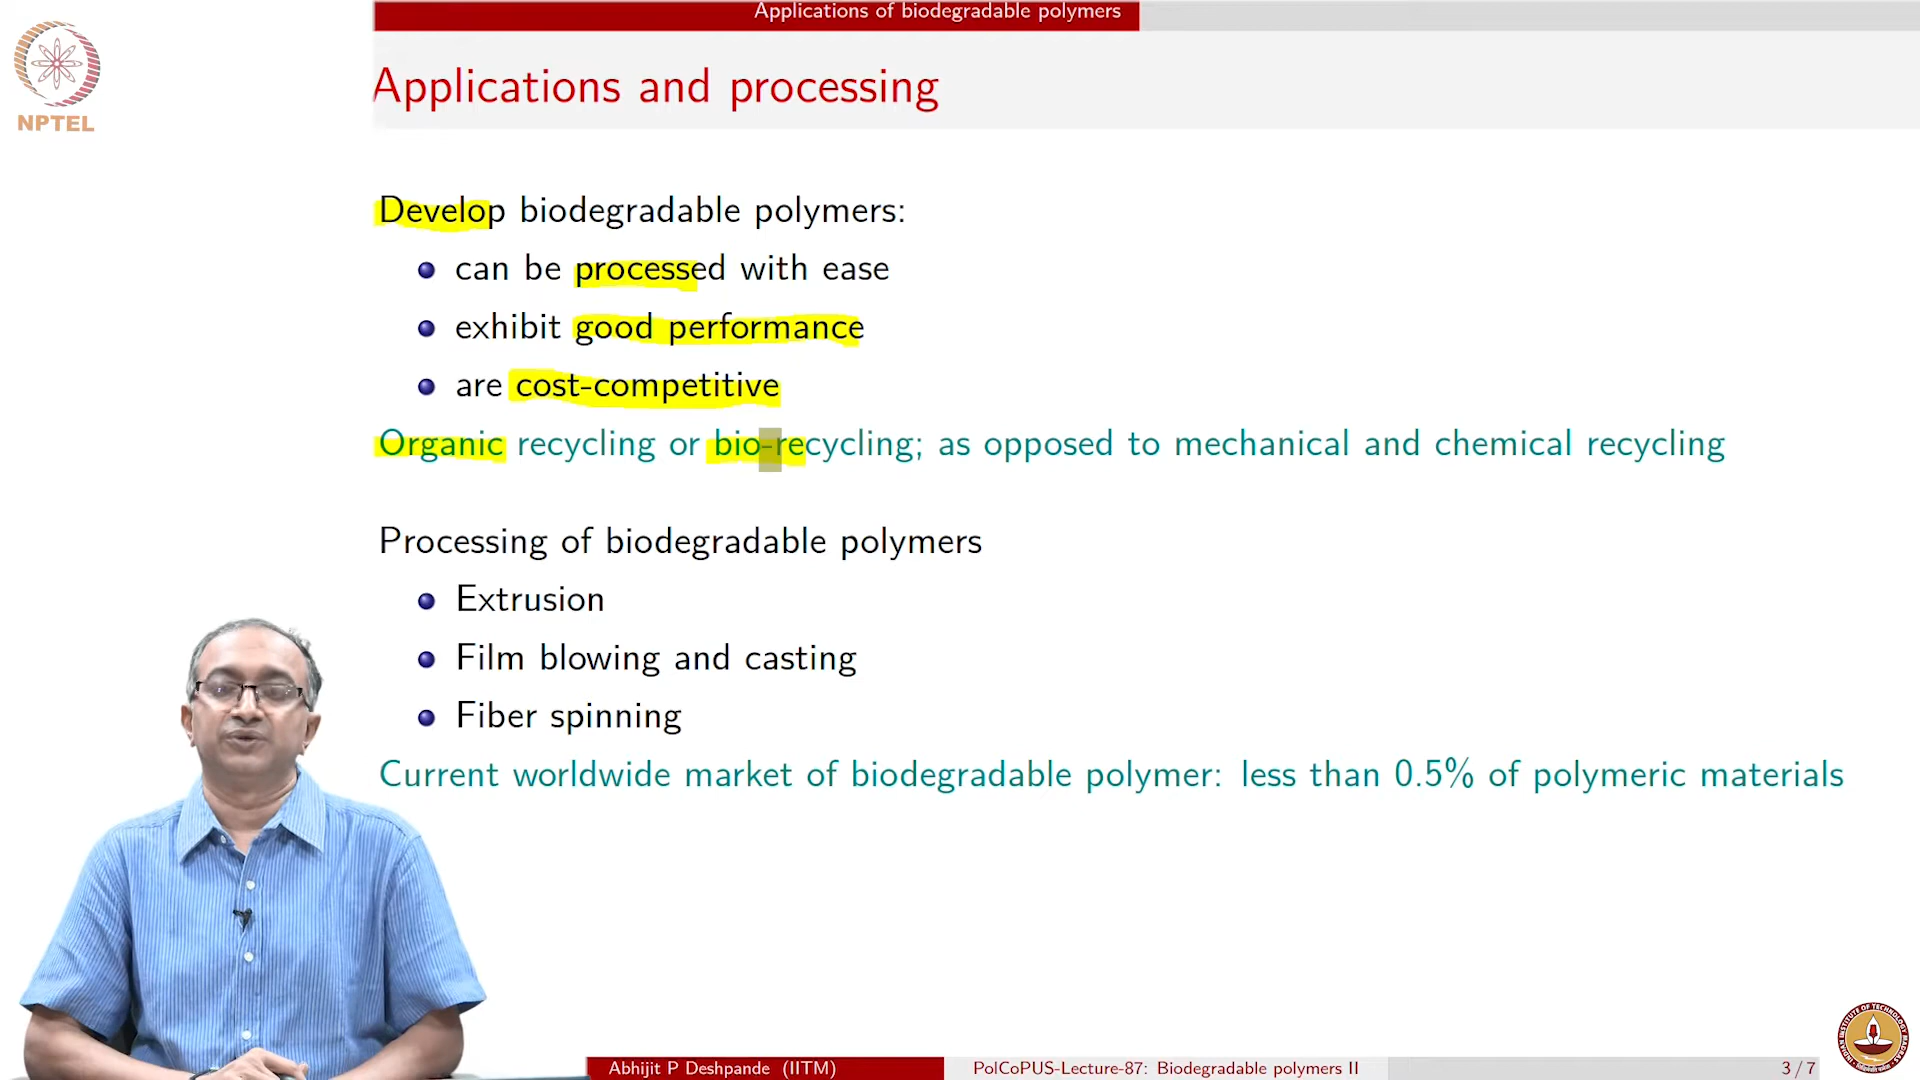 Applications of biodegradable polymers
NPTEL
Applications and processing
Develop biodegradable polymers:
can be processed with ease
exhibit good performance
are cost-competitive
Organic recycling or bio-recycling; as opposed to mechanical and chemical recycling
Processing of biodegradable polymers
Extrusion
Film blowing and casting
Fiber spinning
Current worldwide market of biodegradable polymer: less than 0.5% of polymeric materials
Abhijit P Deshpande (IITM)
PolCoPUS-Lecture-87: Biodegradable polymers II
3 / 7